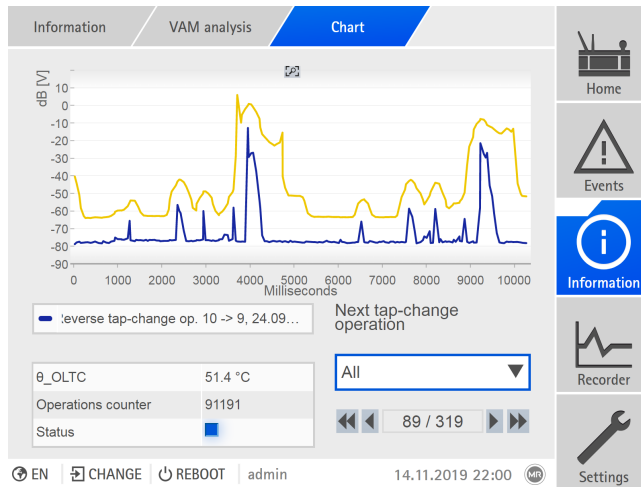 Information
VAM analysis
Chart
Home
Events
Information
Recorder
Settings
dB [V]
10
0
-10
-20
-30
-40
-50
-60
-70
-80
-90
0 1000 2000 3000 4000 5000 6000 7000 8000 9000 10000
Milliseconds
everse tap-change op. 10 -> 9, 24.09...
Next tap-change
operation
All
θ_OLTC 51.4 °C
Operations counter 91191
Status
89 / 319
EN CHANGE REBOOT admin 14.11.2019 22:00 MR